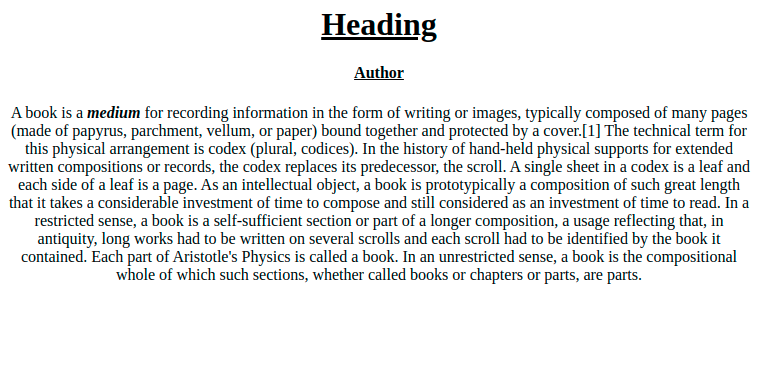 Heading
Author
A book is a medium for recording information in the form of writing or images, typically composed of many pages
(made of papyrus, parchment, vellum, or paper) bound together and protected by a cover.[1] The technical term for
this physical arrangement is codex (plural, codices). In the history of hand-held physical supports for extended
written compositions or records, the codex replaces its predecessor, the scroll. A single sheet in a codex is a leaf and
each side of a leaf is a page. As an intellectual object, a book is prototypically a composition of such great length
that it takes a considerable investment of time to compose and still considered as an investment of time to read. In a
restricted sense, a book is a self-sufficient section or part of a longer composition, a usage reflecting that, in
antiquity, long works had to be written on several scrolls and each scroll had to be identified by the book it
contained. Each part of Aristotle's Physics is called a book. In an unrestricted sense, a book is the compositional
whole of which such sections, whether called books or chapters or parts, are parts.